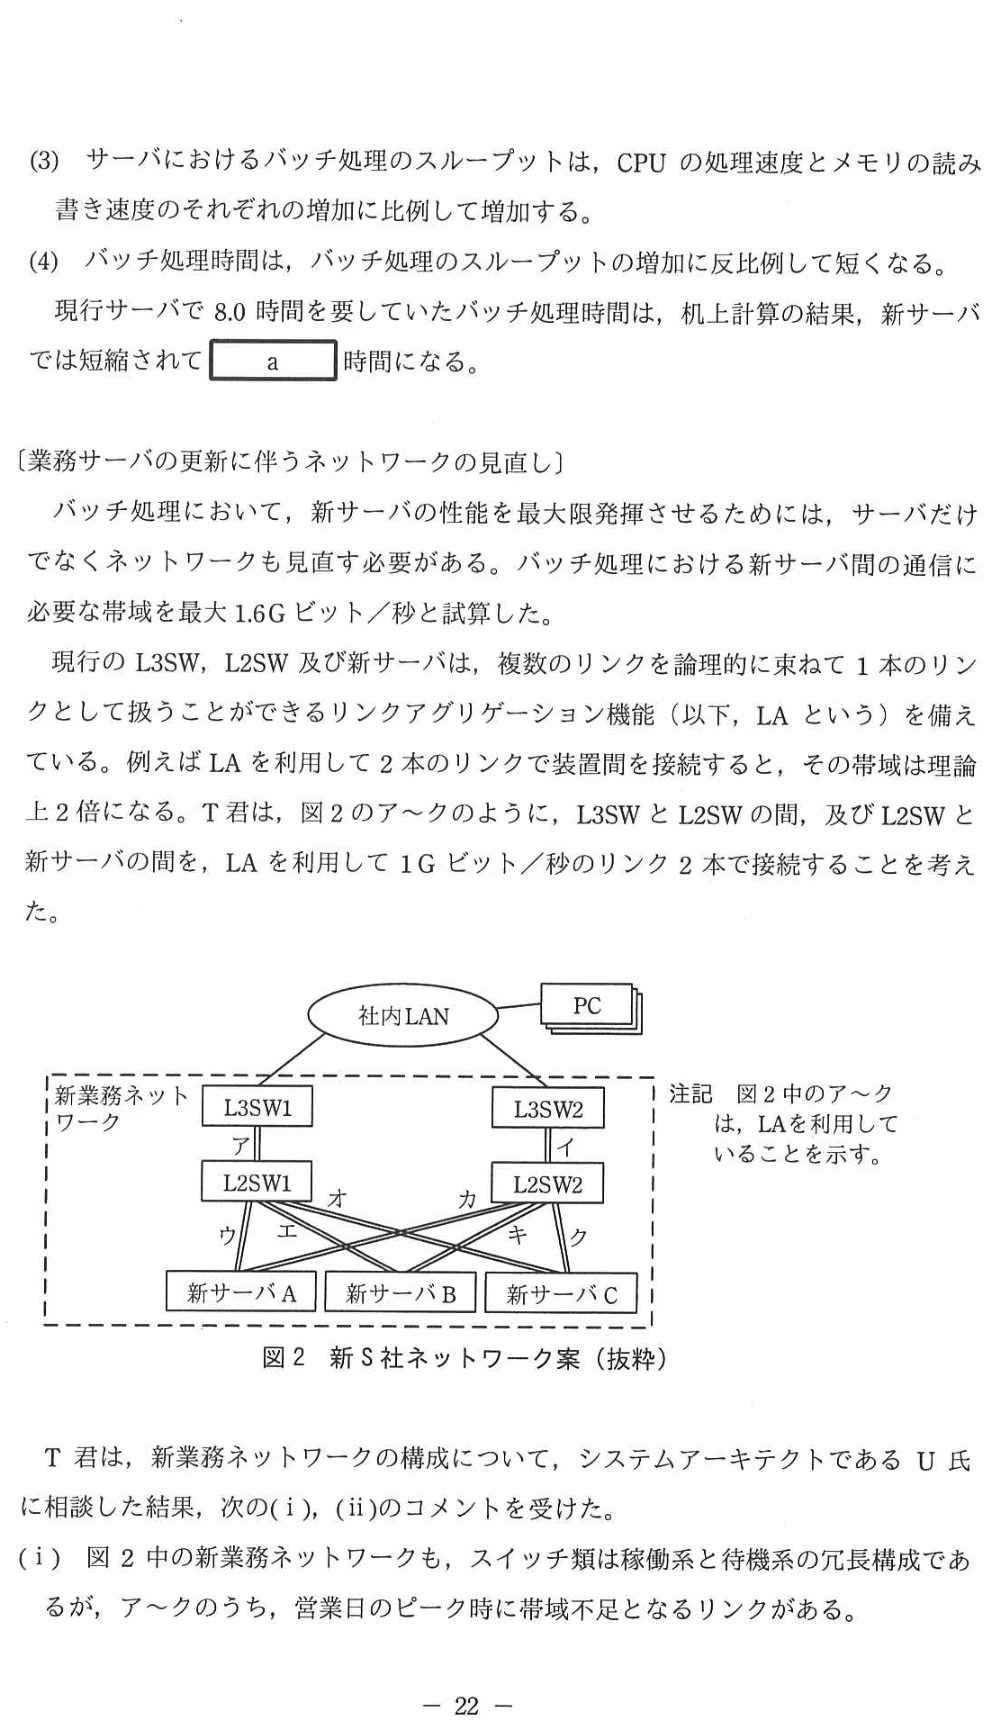 (3) サーバにおけるバッチ処理のスループットは，CPU の処理速度とメモリの読み
書き速度のそれぞれの増加に比例して増加する。
(4) バッチ処理時間は，バッチ処理のスループットの増加に反比例して短くなる。
現行サーバで 8.0 時間を要していたバッチ処理時間は，机上計算の結果，新サーバ
では短縮されて a 時間になる。
〔業務サーバの更新に伴うネットワークの見直し〕
バッチ処理において，新サーバの性能を最大限発揮させるためには，サーバだけ
でなくネットワークも見直す必要がある。バッチ処理における新サーバ間の通信に
必要な帯域を最大 1.6G ビット／秒と試算した。
現行の L3SW，L2SW 及び新サーバは，複数のリンクを論理的に束ねて 1 本のリン
クとして扱うことができるリンクアグリゲーション機能（以下，LA という）を備え
ている。例えば LA を利用して 2 本のリンクで装置間を接続すると，その帯域は理論
上 2 倍になる。T 君は，図 2 のア～クのように，L3SW と L2SW の間，及び L2SW と
新サーバの間を，LA を利用して 1G ビット／秒のリンク 2 本で接続することを考え
た。
社内LAN
PC
新業務ネット
ワーク
L3SW1
L3SW2
注記 図 2 中のア～ク
は，LAを利用して
いることを示す。
ア
イ
L2SW1
L2SW2
オ
カ
ウ
エ
キ
ク
新サーバ A
新サーバ B
新サーバ C
図 2 新 S 社ネットワーク案（抜粋）
T 君は，新業務ネットワークの構成について，システムアーキテクトである U 氏
に相談した結果，次の(ⅰ)，(ⅱ)のコメントを受けた。
(ⅰ) 図 2 中の新業務ネットワークも，スイッチ類は稼働系と待機系の冗長構成であ
るが，ア～クのうち，営業日のピーク時に帯域不足となるリンクがある。
－ 22 －